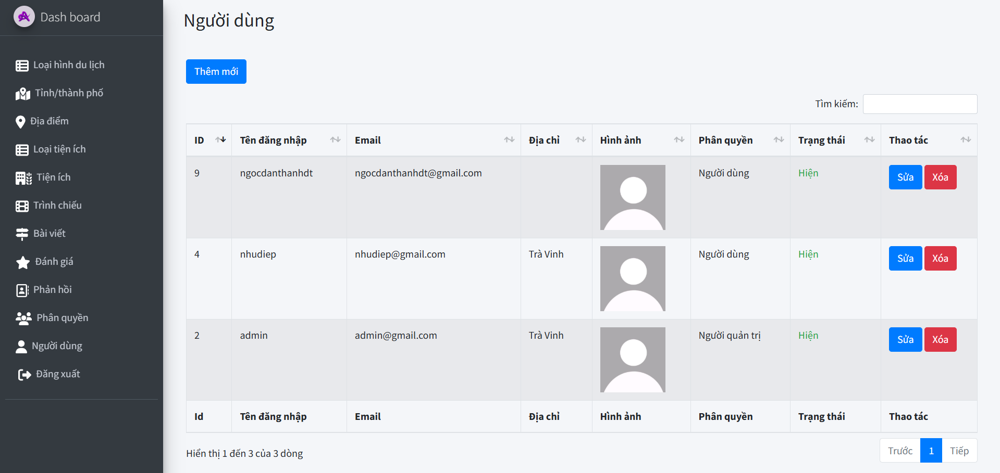 Dash board
Loại hình du lịch
Tỉnh/thành phố
Địa điểm
Loại tiện ích
Tiện ích
Trình chiếu
Bài viết
Đánh giá
Phản hồi
Phân quyền
Người dùng
Đăng xuất
Người dùng
Thêm mới
Tìm kiếm:
ID Tên đăng nhập Email Địa chỉ Hình ảnh Phân quyền Trạng thái Thao tác
9 ngocdanthanhdt ngocdanthanhdt@gmail.com Người dùng Hiện Sửa Xóa
4 nhudiep nhudiep@gmail.com Trà Vinh Người dùng Hiện Sửa Xóa
2 admin admin@gmail.com Trà Vinh Người quản trị Hiện Sửa Xóa
Id Tên đăng nhập Email Địa chỉ Hình ảnh Phân quyền Trạng thái Thao tác
Hiển thị 1 đến 3 của 3 dòng
Trước 1 Tiếp